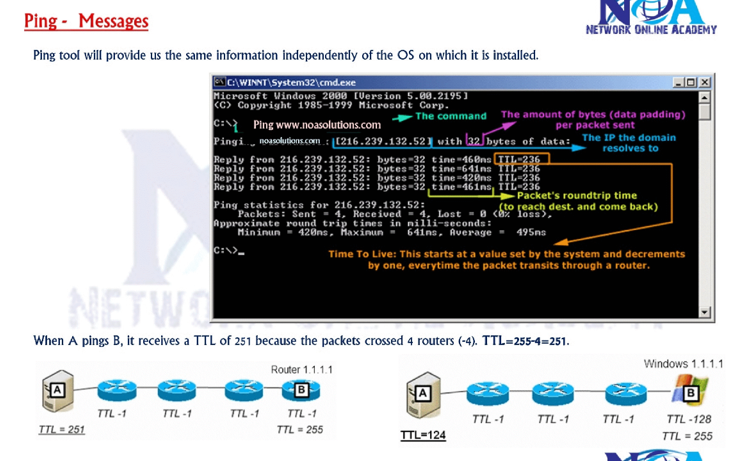 Ping -  Messages
NETWORK ONLINE ACADEMY
Ping tool will provide us the same information independently of the OS on which it is installed.
C:\WINNT\System32\cmd.exe
Microsoft Windows 2000 [Version 5.00.2195]
(C) Copyright 1985-1999 Microsoft Corp.
The command
The amount of bytes (data padding)
per packet sent
C:\> Ping www.noasolutions.com
The IP the domain
resolves to
Pingi noasolutions.com : [216.239.132.52] with 32 bytes of data:
Reply from 216.239.132.52: bytes=32 time=460ms TTL=236
Reply from 216.239.132.52: bytes=32 time=641ms TTL=236
Reply from 216.239.132.52: bytes=32 time=420ms TTL=236
Reply from 216.239.132.52: bytes=32 time=461ms TTL=236
Packet's roundtrip time
(to reach dest. and come back)
Ping statistics for 216.239.132.52:
Packets: Sent = 4, Received = 4, Lost = 0 (0% loss),
Approximate round trip times in milli-seconds:
Minimum = 420ms, Maximum =  641ms, Average =  495ms
C:\>_
Time To Live: This starts at a value set by the system and decrements
by one, everytime the packet transits through a router.
NETWO
When A pings B, it receives a TTL of 251 because the packets crossed 4 routers (-4). TTL=255-4=251.
Router 1.1.1.1
A
B
TTL -1
TTL -1
TTL -1
TTL -1
TTL = 251
TTL = 255
Windows 1.1.1.1
A
B
TTL -1
TTL -1
TTL -1
TTL -128
TTL=124
TTL = 255